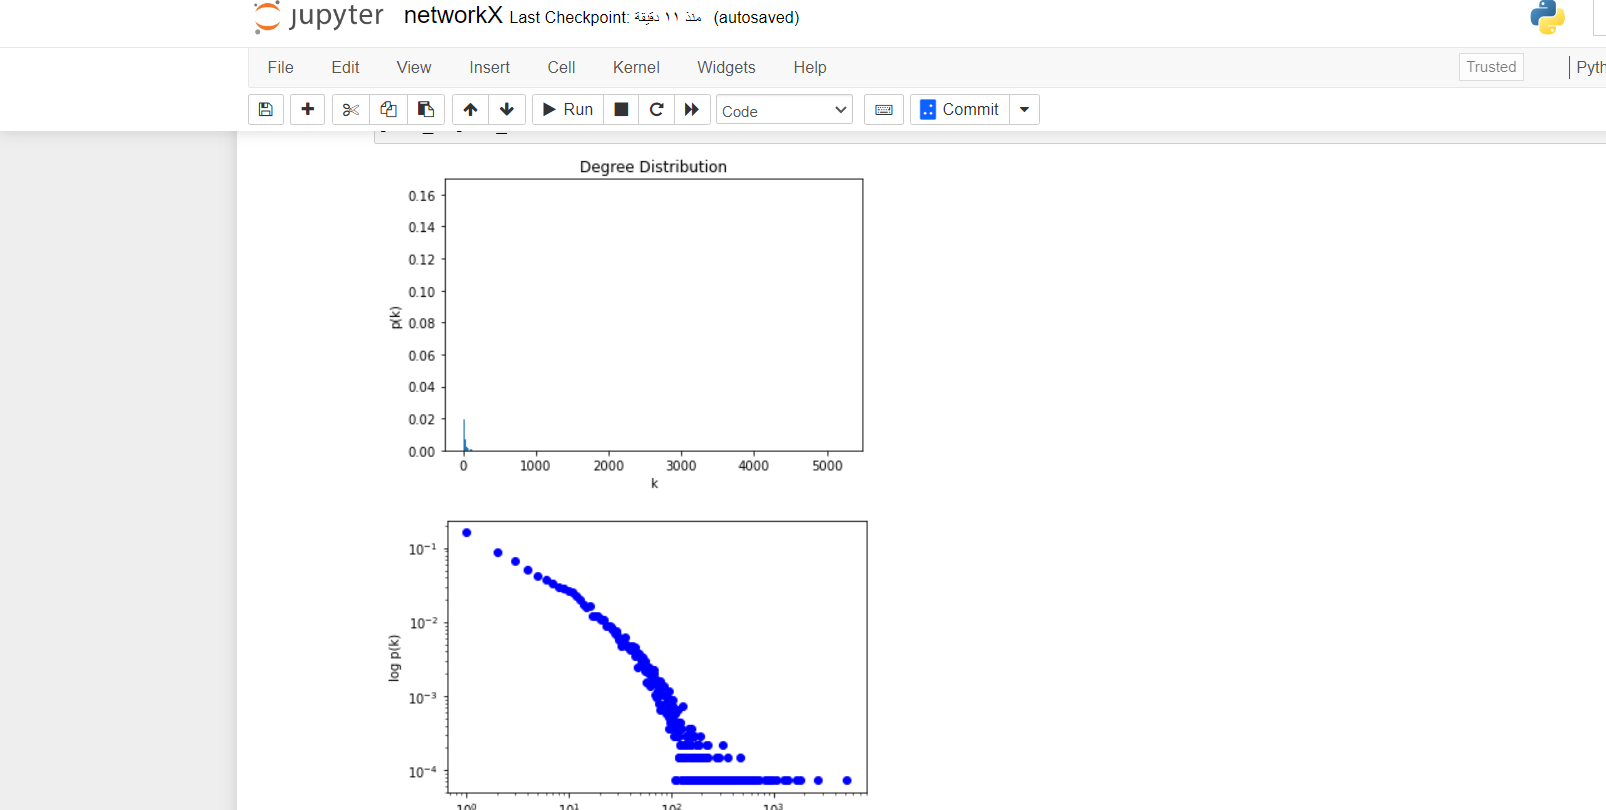 jupyter networkX Last Checkpoint: منذ ١١ دقيقة (autosaved)
File Edit View Insert Cell Kernel Widgets Help Trusted Pyth
Run Code Commit
Degree Distribution
0.16
0.14
0.12
0.10
0.08
0.06
0.04
0.02
0.00
p(k)
0 1000 2000 3000 4000 5000
k
10⁻¹
10⁻²
10⁻³
10⁻⁴
log p(k)
10⁰ 10¹ 10² 10³